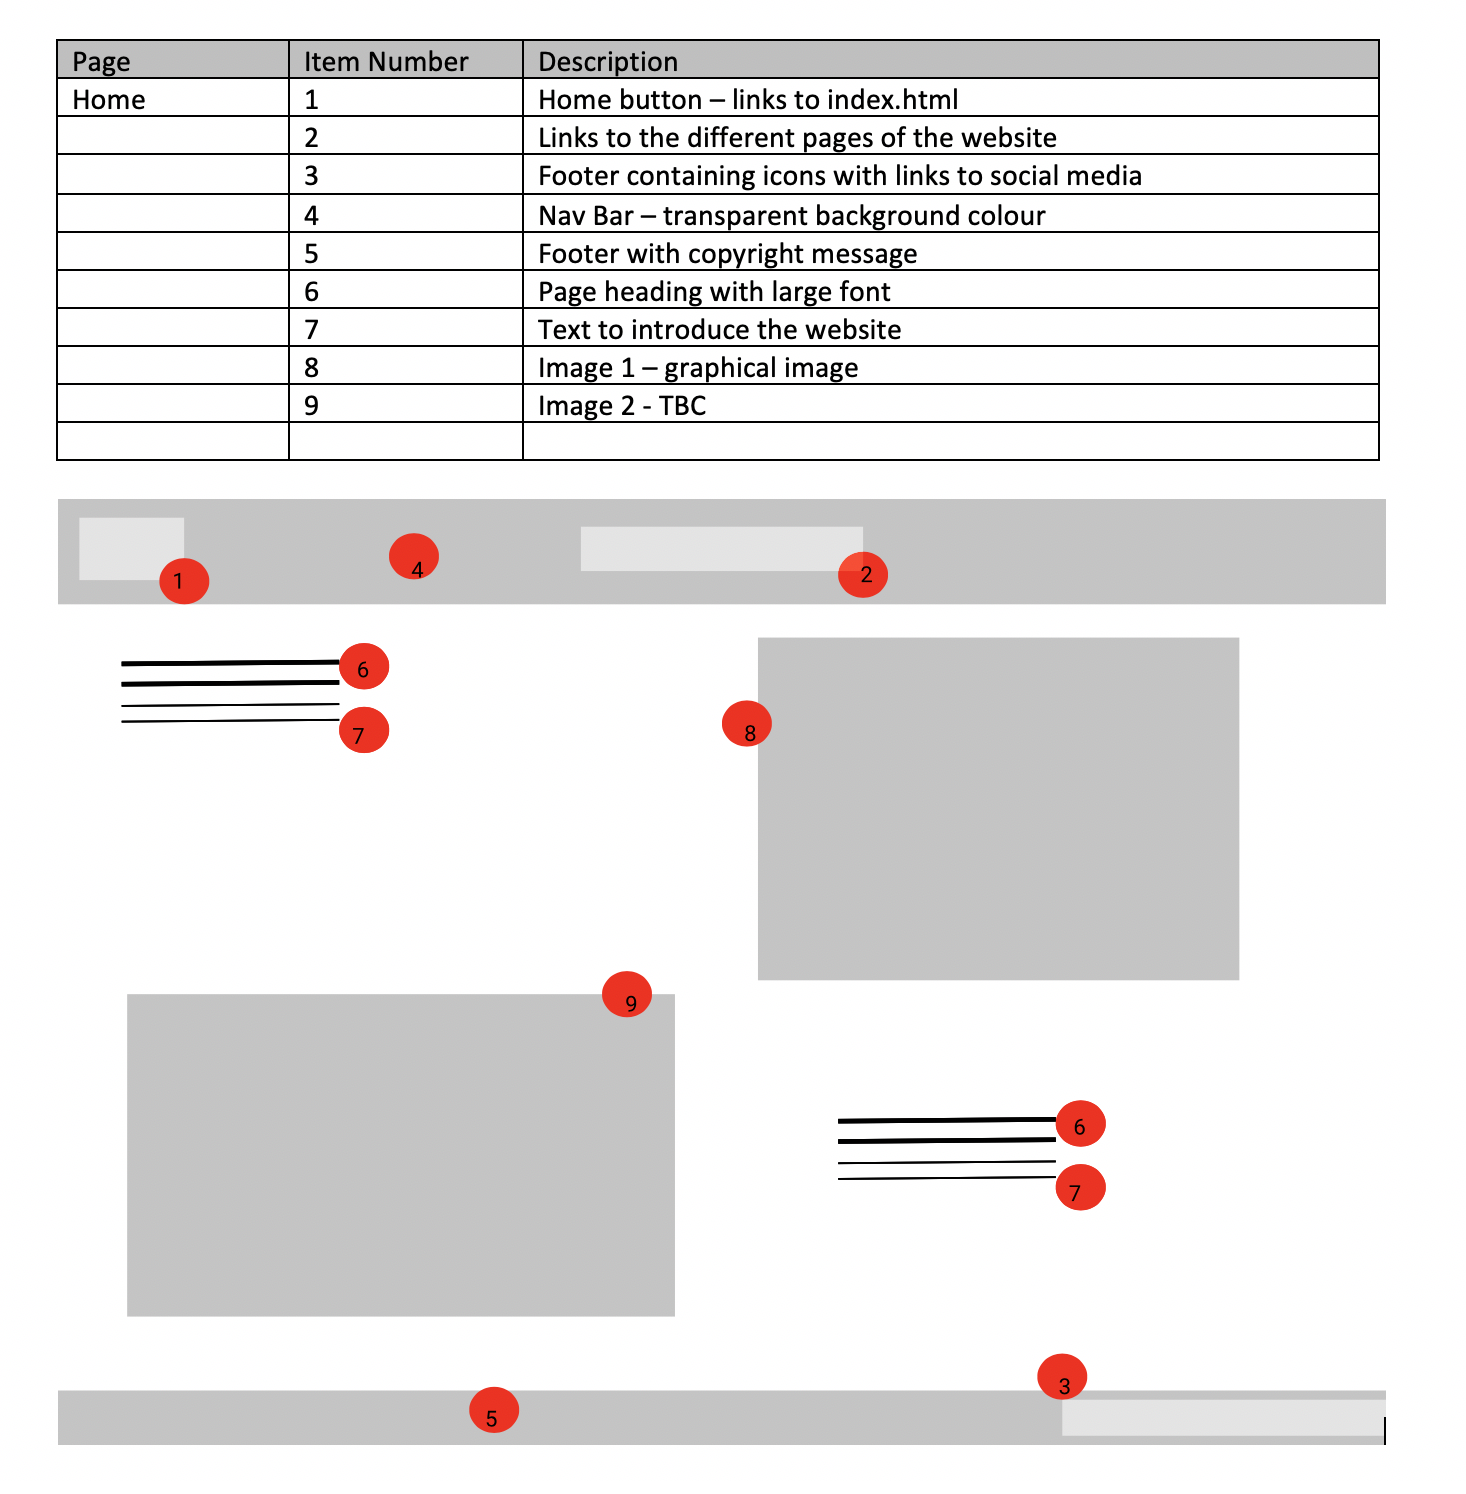 Page Item Number Description
Home 1 Home button – links to index.html
2 Links to the different pages of the website
3 Footer containing icons with links to social media
4 Nav Bar – transparent background colour
5 Footer with copyright message
6 Page heading with large font
7 Text to introduce the website
8 Image 1 – graphical image
9 Image 2 - TBC
1 4 2
6
7
8
9
6
7
3
5